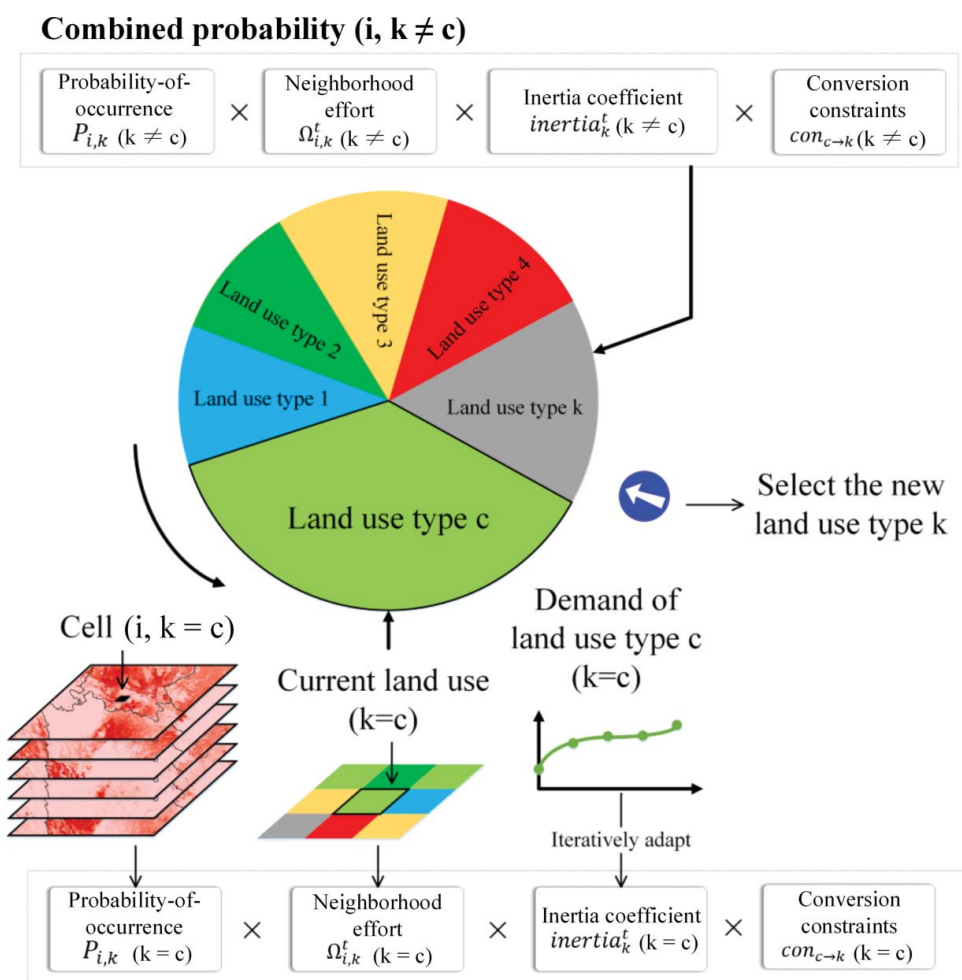 Combined probability (i, k ≠ c)
Probability-of-
occurrence
P_{i,k} (k ≠ c)
×
Neighborhood
effort
Ω^t_{i,k} (k ≠ c)
×
Inertia coefficient
inertia^t_k (k ≠ c)
×
Conversion
constraints
con_{c→k} (k ≠ c)
Land use type 3
Land use type 4
Land use type 2
Land use type 1
Land use type k
Land use type c
Select the new
land use type k
Cell (i, k = c)
Current land use
(k=c)
Demand of
land use type c
(k=c)
Iteratively adapt
Probability-of-
occurrence
P_{i,k} (k = c)
×
Neighborhood
effort
Ω^t_{i,k} (k = c)
×
Inertia coefficient
inertia^t_k (k = c)
×
Conversion
constraints
con_{c→k} (k = c)